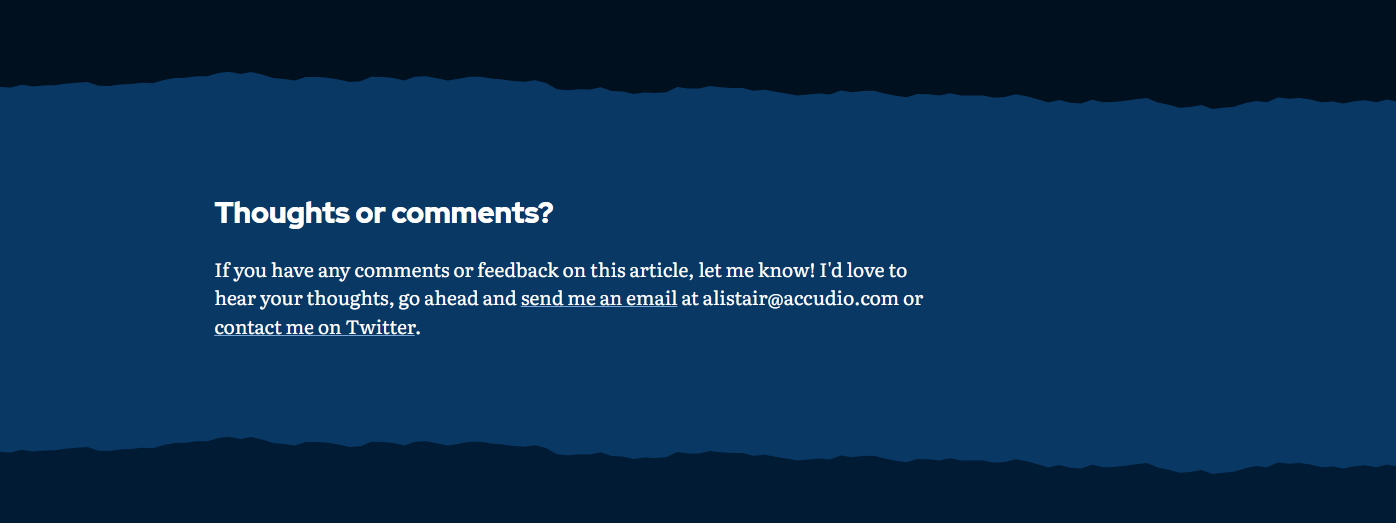 Thoughts or comments?
If you have any comments or feedback on this article, let me know! I'd love to
hear your thoughts, go ahead and send me an email at alistair@accudio.com or
contact me on Twitter.